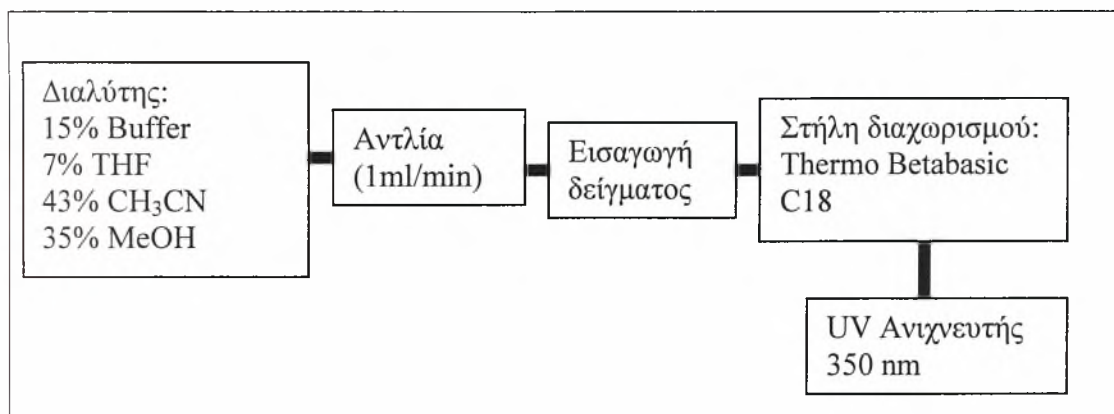 Διαλύτης:
15% Buffer
7% THF
43% CH₃CN
35% MeOH
Αντλία
(1ml/min)
Εισαγωγή
δείγματος
Στήλη διαχωρισμού:
Thermo Betabasic
C18
UV Ανιχνευτής
350 nm